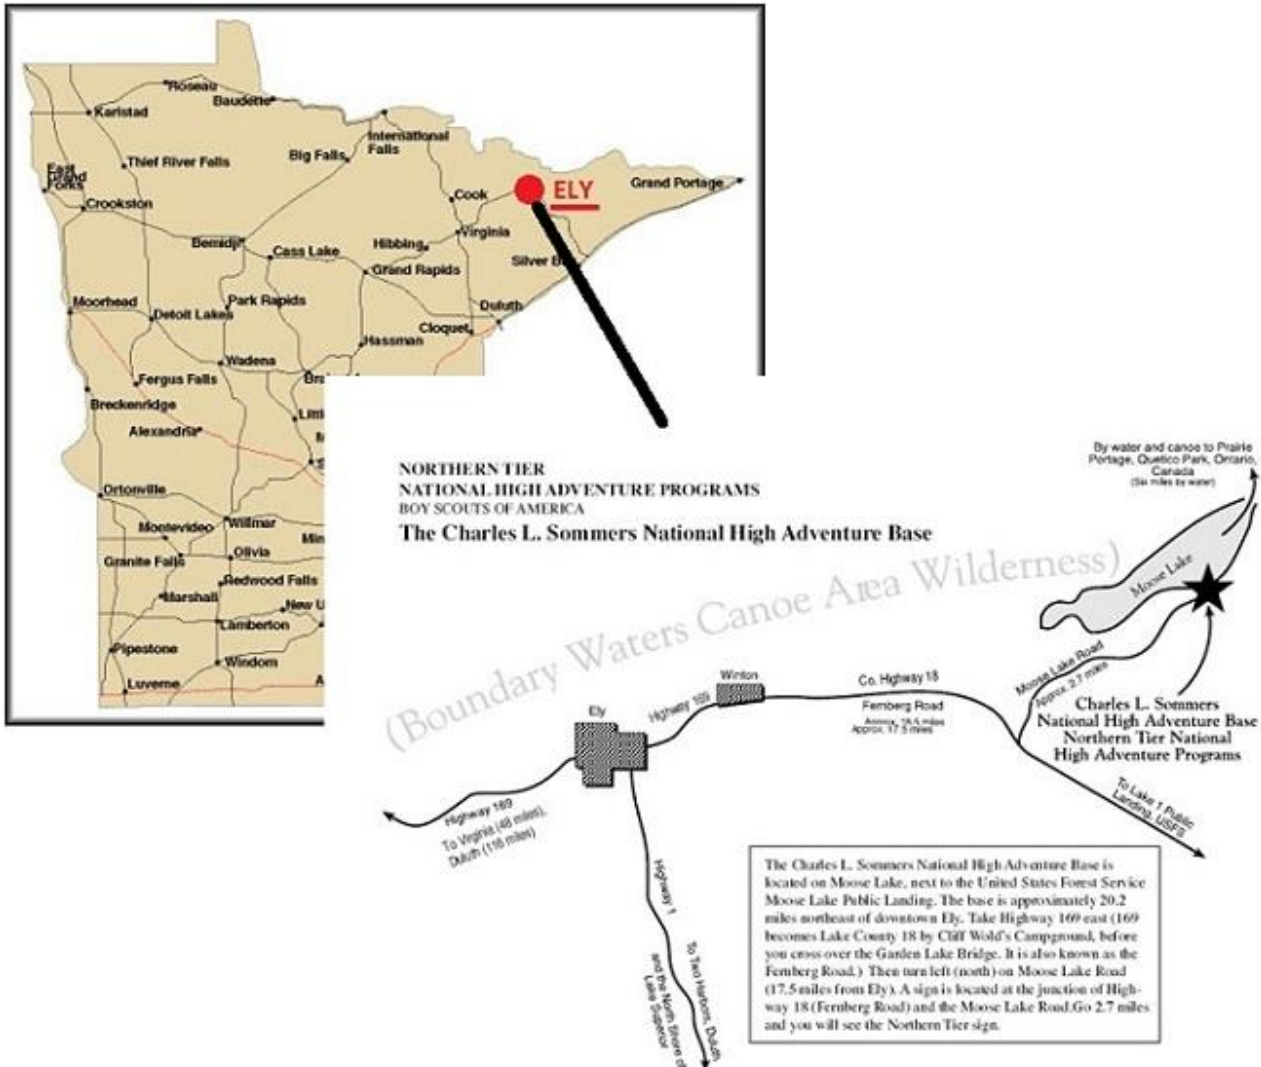 Roseau
Baudette
Karlstad
International
Falls
Big Falls
Thief River Falls
East
Grand
Forks
Crookston
Cook
ELY
Grand Portage
Virginia
Hibbing
Bemidji
Cass Lake
Grand Rapids
Silver B
Moorhead
Detoit Lakes
Park Rapids
Duluth
Cloquet
Hassman
Wadena
Fergus Falls
Bra
Breckenridge
Alexandria
Littl
Ortonville
Montevideo
Willmar
Min
Granite Falls
Olivia
Redwood Falls
Marshall
New U
Lamberton
Pipestone
Windom
Luverne
A
NORTHERN TIER
NATIONAL HIGH ADVENTURE PROGRAMS
BOY SCOUTS OF AMERICA
The Charles L. Sommers National High Adventure Base
By water and canoe to Prairie
Portage, Quetico Park, Ontario,
Canada
(Six miles by water)
Moose Lake
(Boundary Waters Canoe Area Wilderness)
Moose Lake Road
Approx. 2.7 miles
Charles L. Sommers
National High Adventure Base
Northern Tier National
High Adventure Programs
Winton
Co. Highway 18
Fernberg Road
Approx. 17.5 miles
Ely
Highway 169
Highway 169
To Virginia (48 miles),
Duluth (116 miles)
To Lake 1 Public
Landing, USFS
Highway 1
To Two Harbors, Duluth
and the North Shore of
Lake Superior
The Charles L. Sommers National High Adventure Base is
located on Moose Lake, next to the United States Forest Service
Moose Lake Public Landing. The base is approximately 20.2
miles northeast of downtown Ely. Take Highway 169 east (169
becomes Lake County 18 by Cliff Wold's Campground, before
you cross over the Garden Lake Bridge. It is also known as the
Fernberg Road.) Then turn left (north) on Moose Lake Road
(17.5 miles from Ely). A sign is located at the junction of High-
way 18 (Fernberg Road) and the Moose Lake Road.Go 2.7 miles
and you will see the Northern Tier sign.